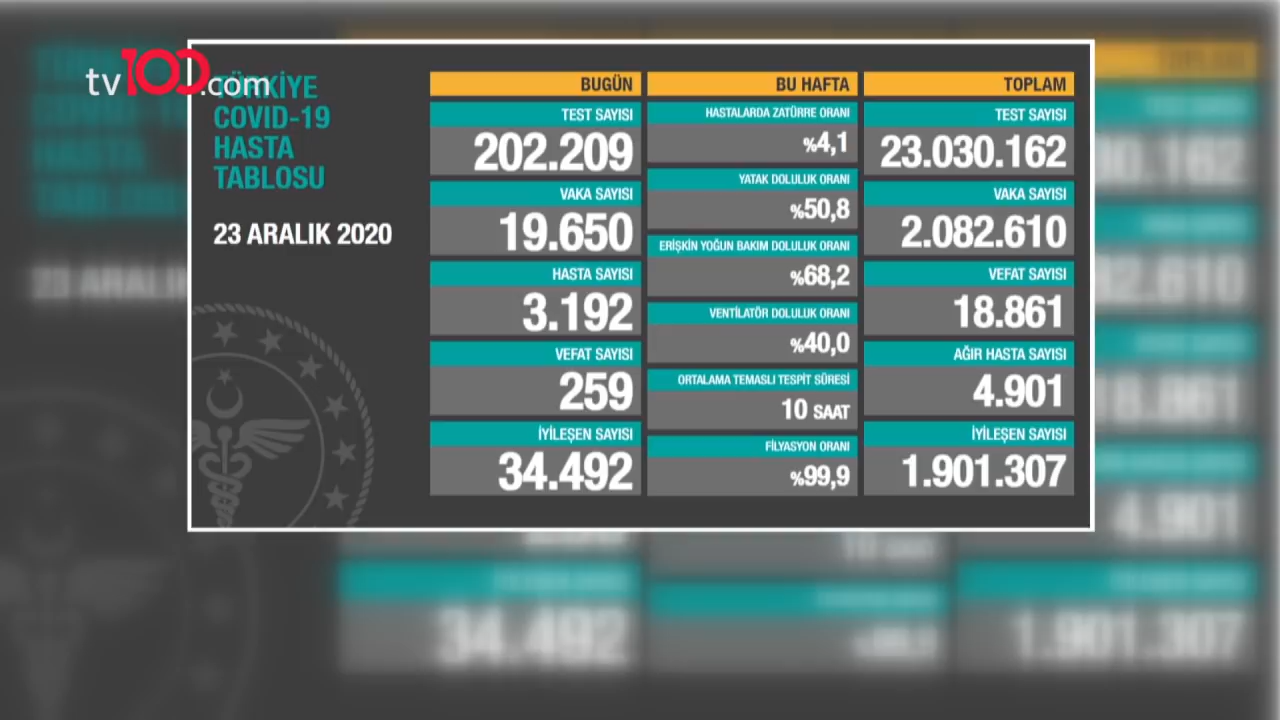 tv100.com
TÜRKİYE
COVID-19
HASTA
TABLOSU
23 ARALIK 2020
BUGÜN
TEST SAYISI
202.209
VAKA SAYISI
19.650
HASTA SAYISI
3.192
VEFAT SAYISI
259
İYİLEŞEN SAYISI
34.492
BU HAFTA
HASTALARDA ZATÜRRE ORANI
%4,1
YATAK DOLULUK ORANI
%50,8
ERİŞKİN YOĞUN BAKIM DOLULUK ORANI
%68,2
VENTİLATÖR DOLULUK ORANI
%40,0
ORTALAMA TEMASLI TESPİT SÜRESİ
10 SAAT
FİLYASYON ORANI
%99,9
TOPLAM
TEST SAYISI
23.030.162
VAKA SAYISI
2.082.610
VEFAT SAYISI
18.861
AĞIR HASTA SAYISI
4.901
İYİLEŞEN SAYISI
1.901.307
34.492
1.901.307